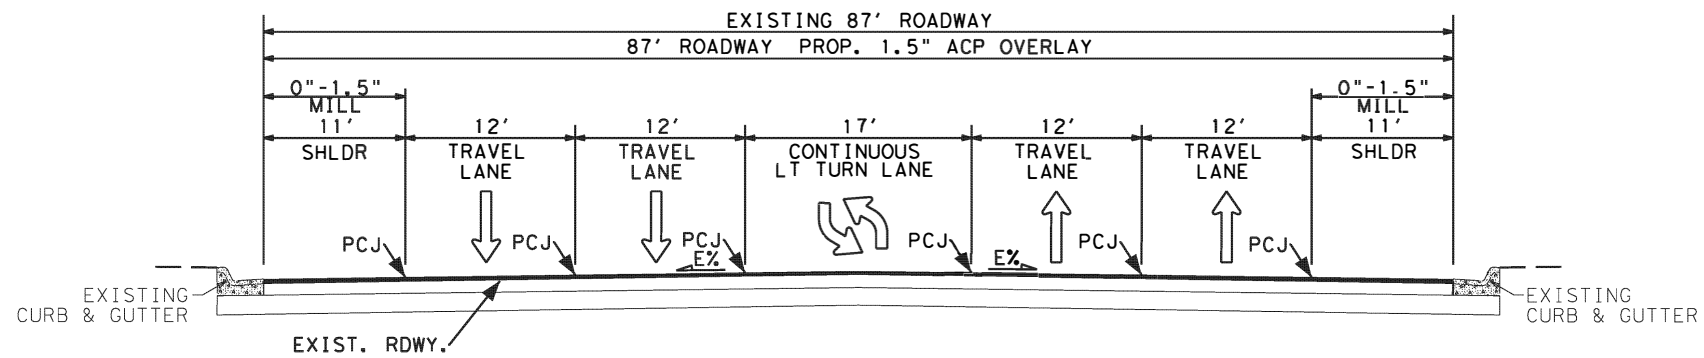 EXISTING 87' ROADWAY
87' ROADWAY PROP. 1.5" ACP OVERLAY
0"-1.5"
MILL
0"-1.5"
MILL
11'
12'
12'
17'
12'
12'
11'
SHLDR
TRAVEL
LANE
TRAVEL
LANE
CONTINUOUS
LT TURN LANE
TRAVEL
LANE
TRAVEL
LANE
SHLDR
PCJ
PCJ
PCJ
PCJ
PCJ
PCJ
E%
E%
EXISTING
CURB & GUTTER
EXISTING
CURB & GUTTER
EXIST. RDWY.